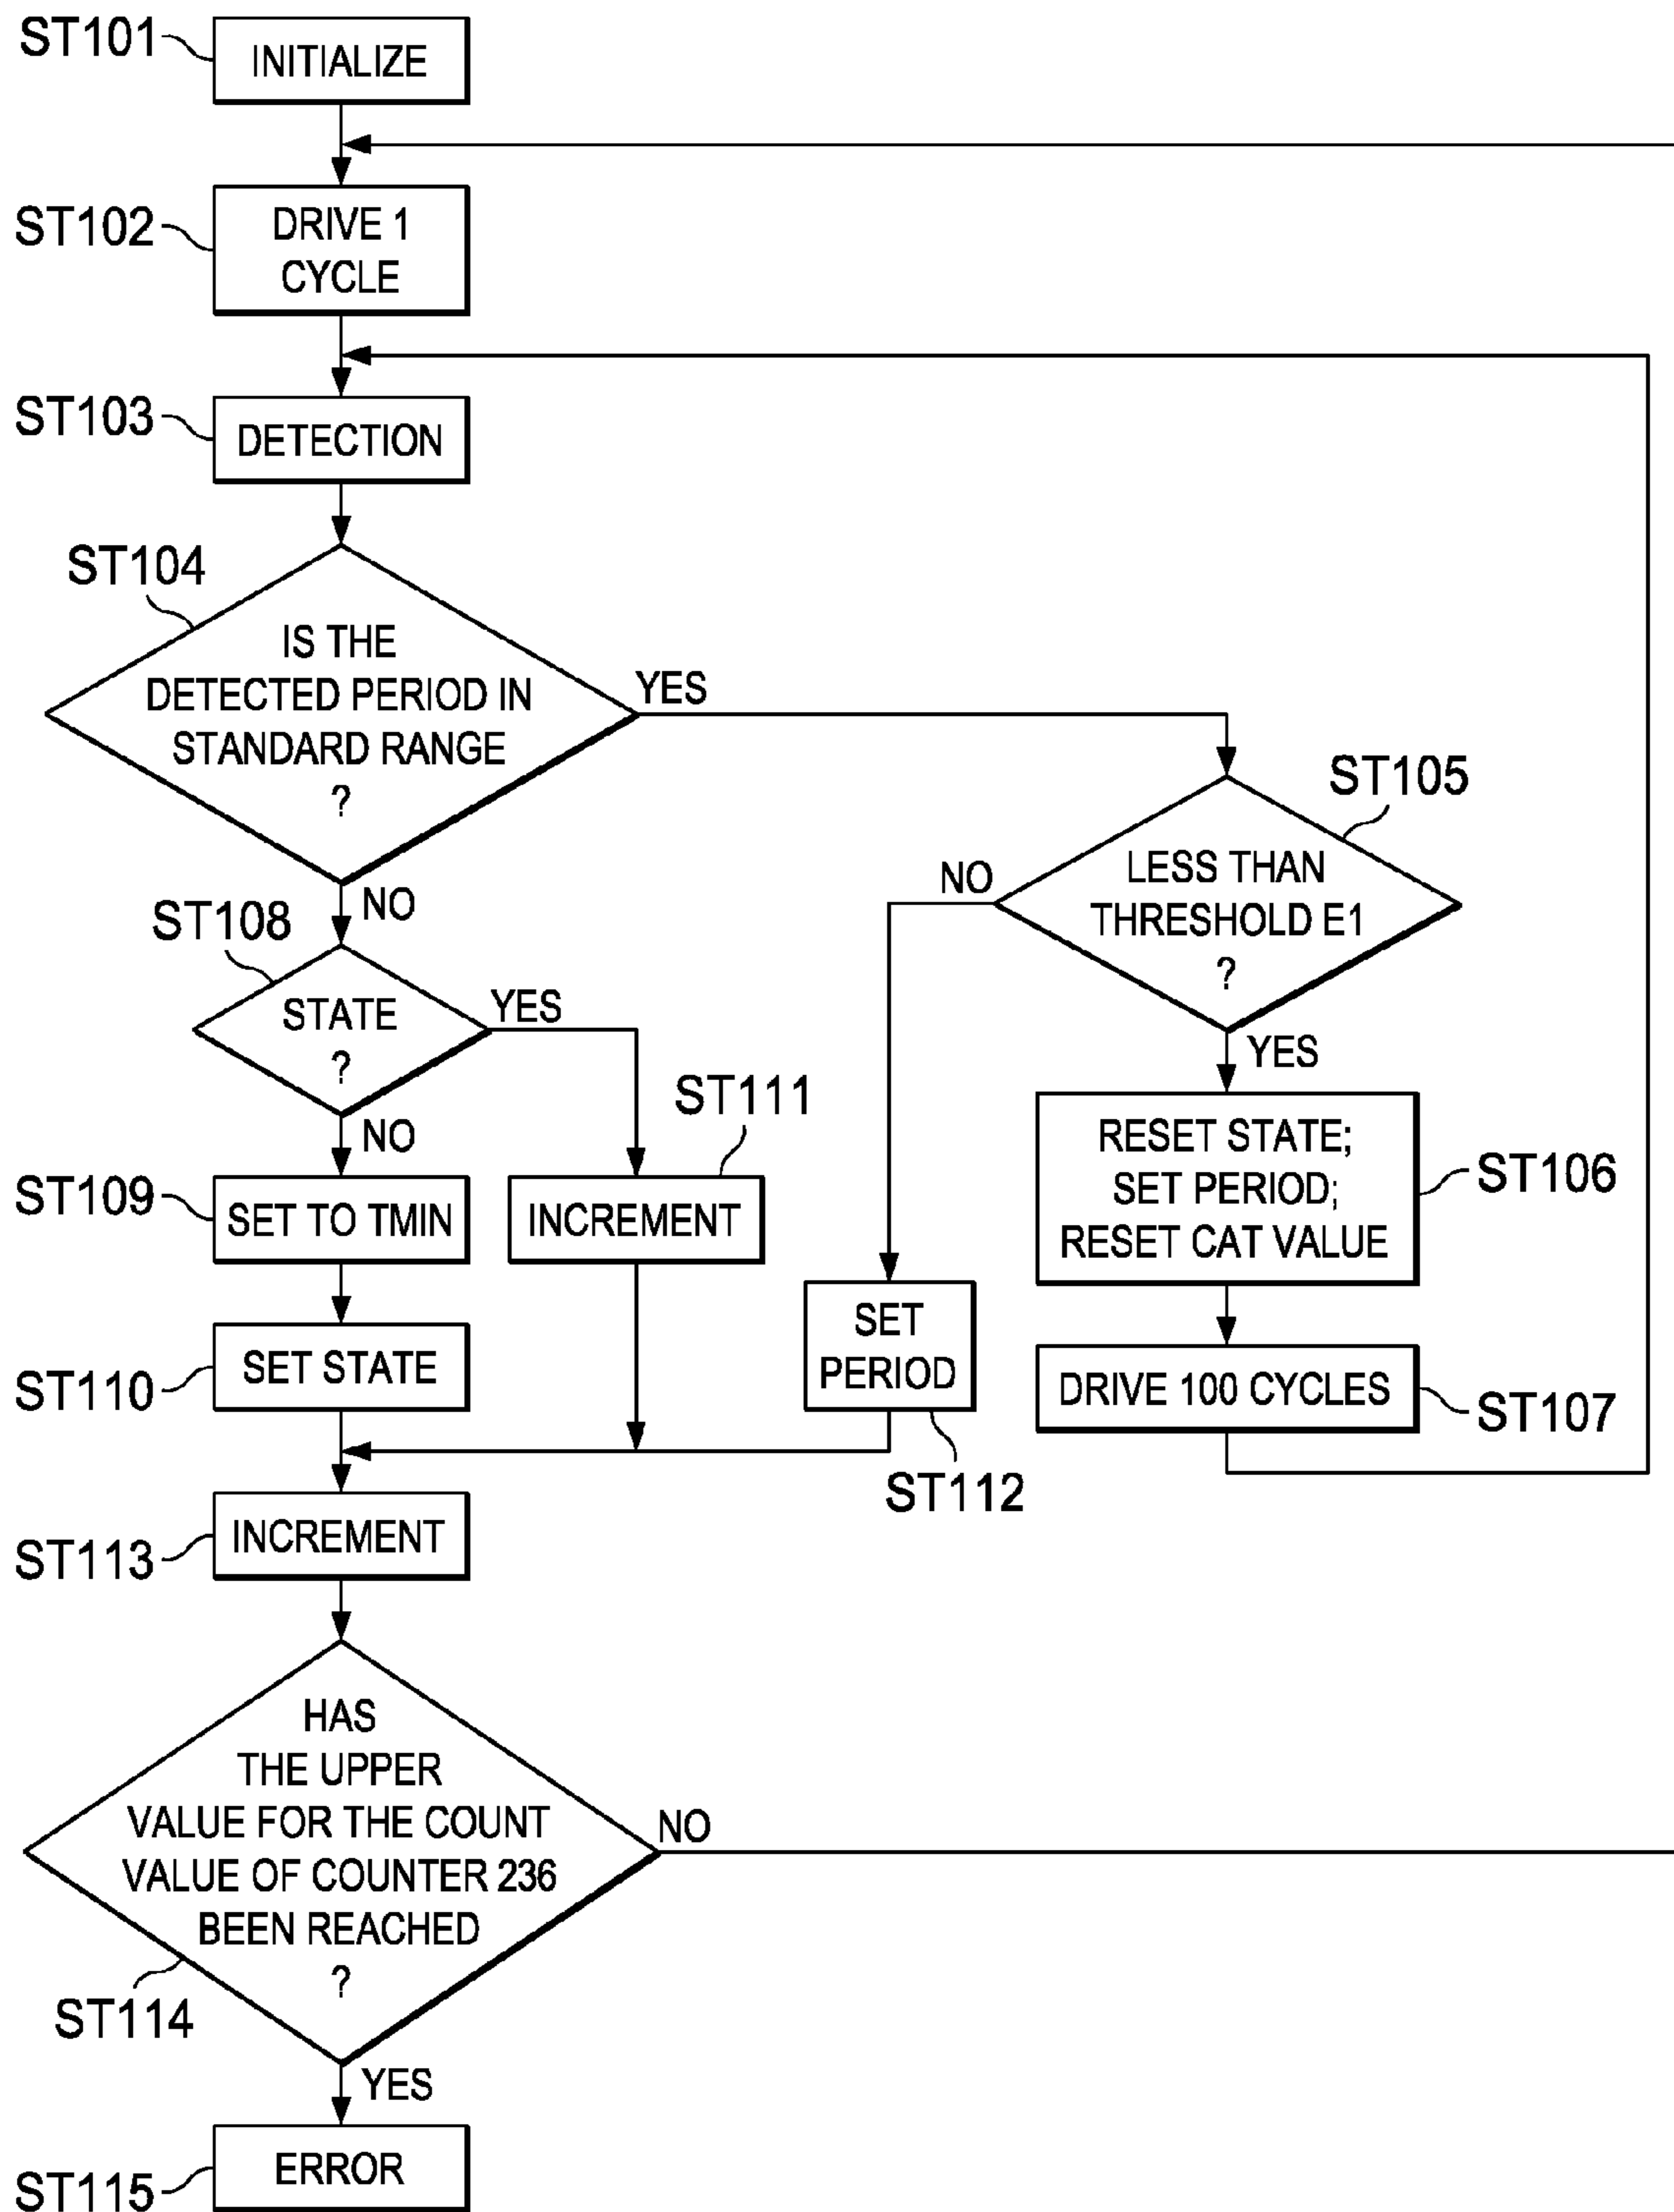 ST101
INITIALIZE
ST102
DRIVE 1
CYCLE
ST103
DETECTION
ST104
IS THE
DETECTED PERIOD IN
STANDARD RANGE
?
YES
NO
ST105
LESS THAN
THRESHOLD E1
?
NO
YES
ST108
STATE
?
YES
NO
ST111
INCREMENT
ST106
RESET STATE;
SET PERIOD;
RESET CAT VALUE
ST109
SET TO TMIN
ST110
SET STATE
SET
PERIOD
ST112
DRIVE 100 CYCLES
ST107
ST113
INCREMENT
HAS
THE UPPER
VALUE FOR THE COUNT
VALUE OF COUNTER 236
BEEN REACHED
?
NO
ST114
YES
ST115
ERROR